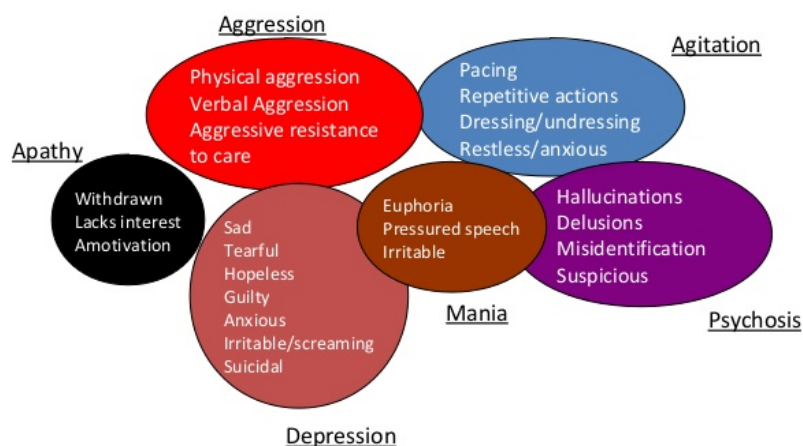 Aggression
Physical aggression
Verbal Aggression
Aggressive resistance
to care
Agitation
Pacing
Repetitive actions
Dressing/undressing
Restless/anxious
Apathy
Withdrawn
Lacks interest
Amotivation
Sad
Tearful
Hopeless
Guilty
Anxious
Irritable/screaming
Suicidal
Depression
Euphoria
Pressured speech
Irritable
Mania
Hallucinations
Delusions
Misidentification
Suspicious
Psychosis